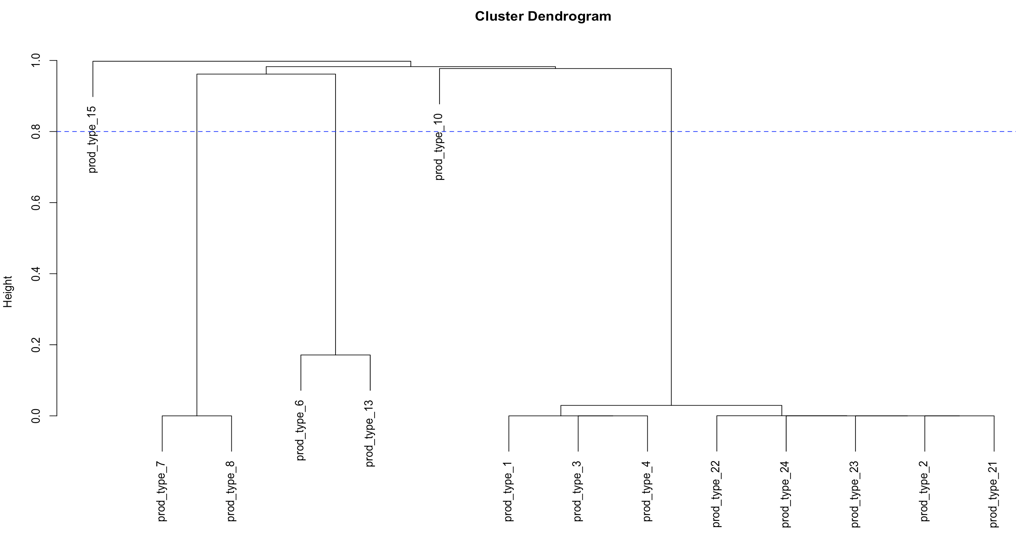 Cluster Dendrogram
Height
1.0
0.8
0.6
0.4
0.2
0.0
prod_type_15
prod_type_7
prod_type_8
prod_type_6
prod_type_13
prod_type_10
prod_type_1
prod_type_3
prod_type_4
prod_type_22
prod_type_24
prod_type_23
prod_type_2
prod_type_21